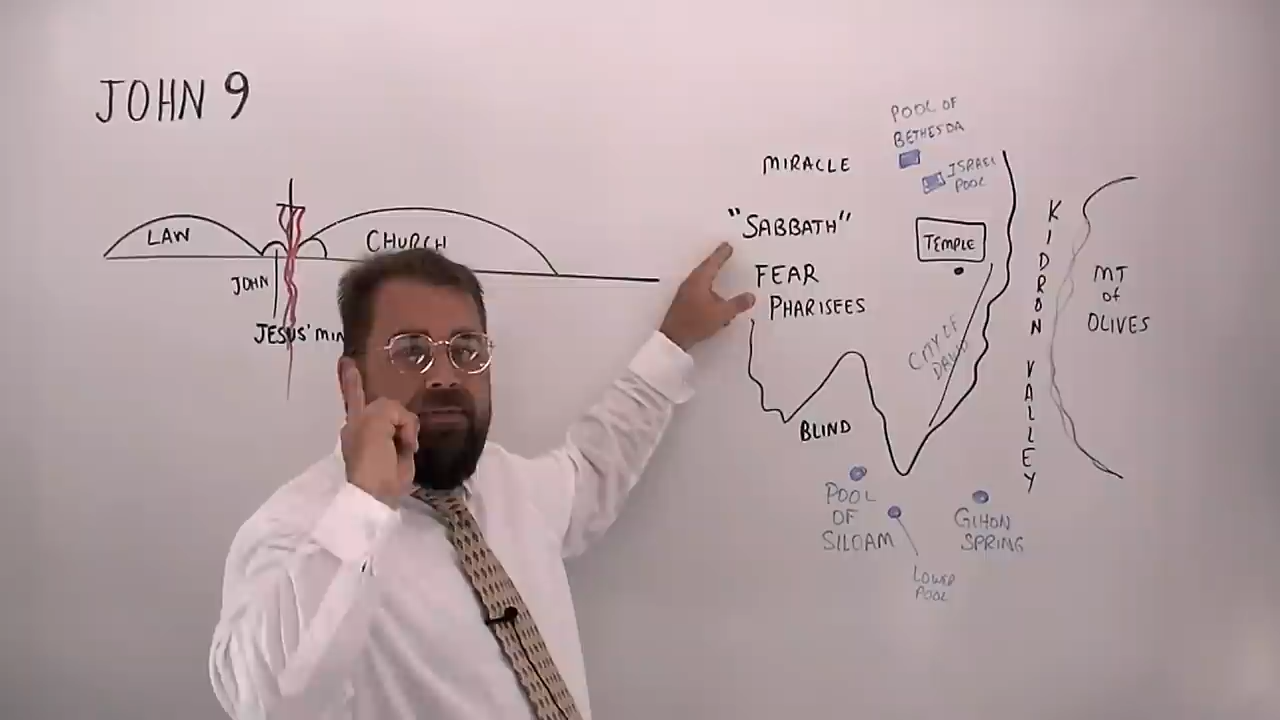 JOHN 9
LAW
CHURCH
JOHN
JESUS' MIN
MIRACLE
"SABBATH"
FEAR
PHARISEES
BLIND
POOL OF
BETHESDA
ISRAEL
POOL
TEMPLE
CITY OF
DAVID
KIDRON VALLEY
MT
OF
OLIVES
POOL
OF
SILOAM
LOWER
POOL
GIHON
SPRING